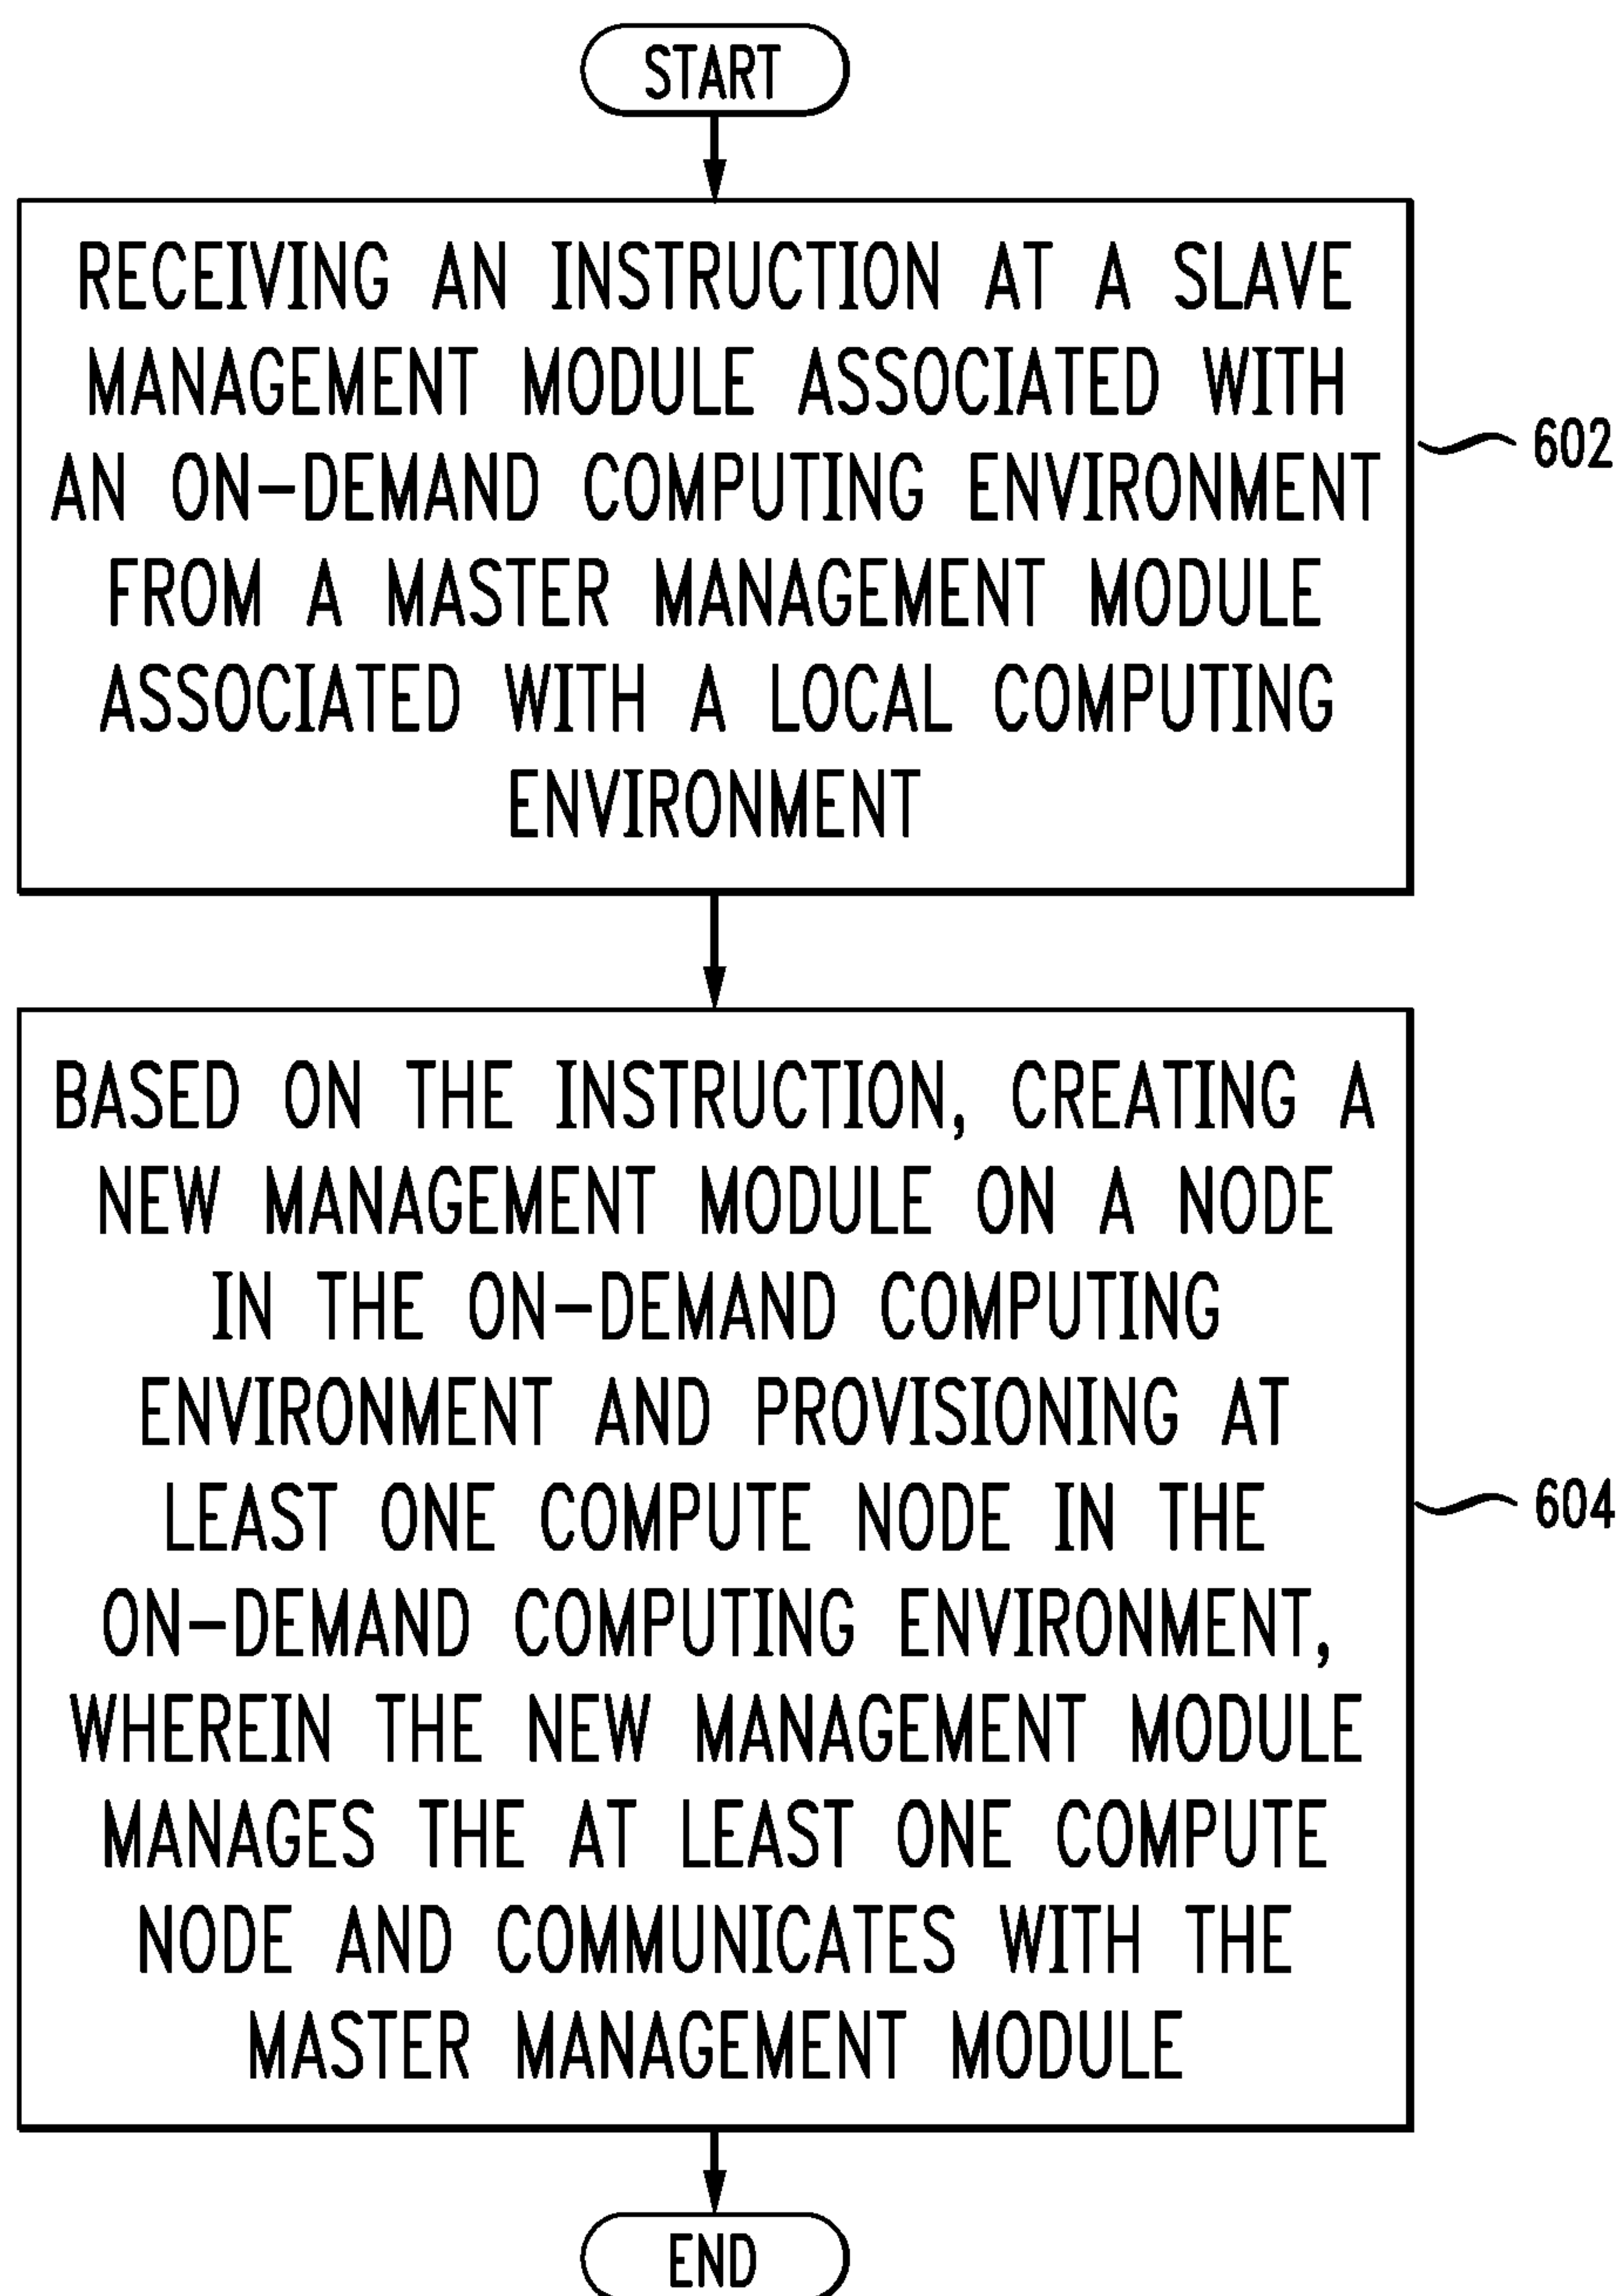 START
RECEIVING AN INSTRUCTION AT A SLAVE
MANAGEMENT MODULE ASSOCIATED WITH
AN ON-DEMAND COMPUTING ENVIRONMENT
FROM A MASTER MANAGEMENT MODULE
ASSOCIATED WITH A LOCAL COMPUTING
ENVIRONMENT
602
BASED ON THE INSTRUCTION, CREATING A
NEW MANAGEMENT MODULE ON A NODE
IN THE ON-DEMAND COMPUTING
ENVIRONMENT AND PROVISIONING AT
LEAST ONE COMPUTE NODE IN THE
ON-DEMAND COMPUTING ENVIRONMENT,
WHEREIN THE NEW MANAGEMENT MODULE
MANAGES THE AT LEAST ONE COMPUTE
NODE AND COMMUNICATES WITH THE
MASTER MANAGEMENT MODULE
604
END